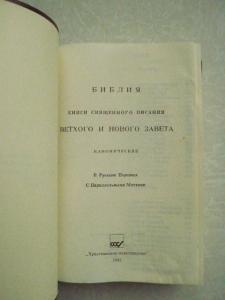 БИБЛИЯ
КНИГИ СВЯЩЕННОГО ПИСАНИЯ
ВЕТХОГО И НОВОГО ЗАВЕТА
КАНОНИЧЕСКИЕ
В Русском Переводе
С Параллельными Местами
"Христианское издательство"